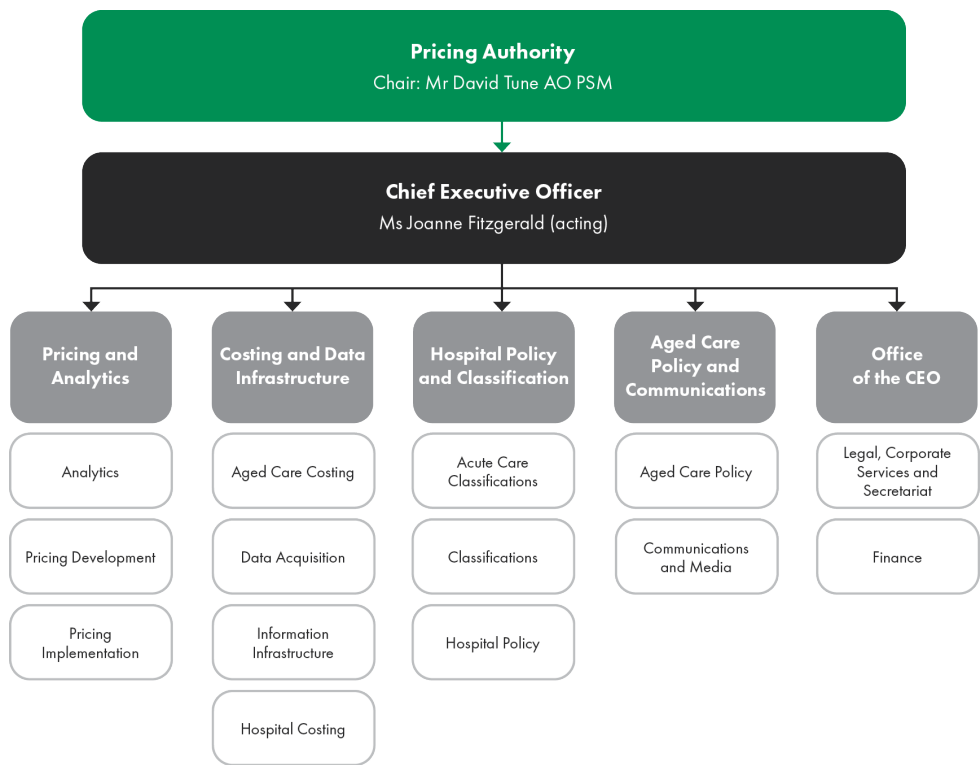 Pricing Authority
Chair: Mr David Tune AO PSM
Chief Executive Officer
Ms Joanne Fitzgerald (acting)
Pricing and
Analytics
Analytics
Pricing Development
Pricing
Implementation
Costing and Data
Infrastructure
Aged Care Costing
Data Acquisition
Information
Infrastructure
Hospital Costing
Hospital Policy
and Classification
Acute Care
Classifications
Classifications
Hospital Policy
Aged Care
Policy and
Communications
Aged Care Policy
Communications
and Media
Office
of the CEO
Legal, Corporate
Services and
Secretariat
Finance